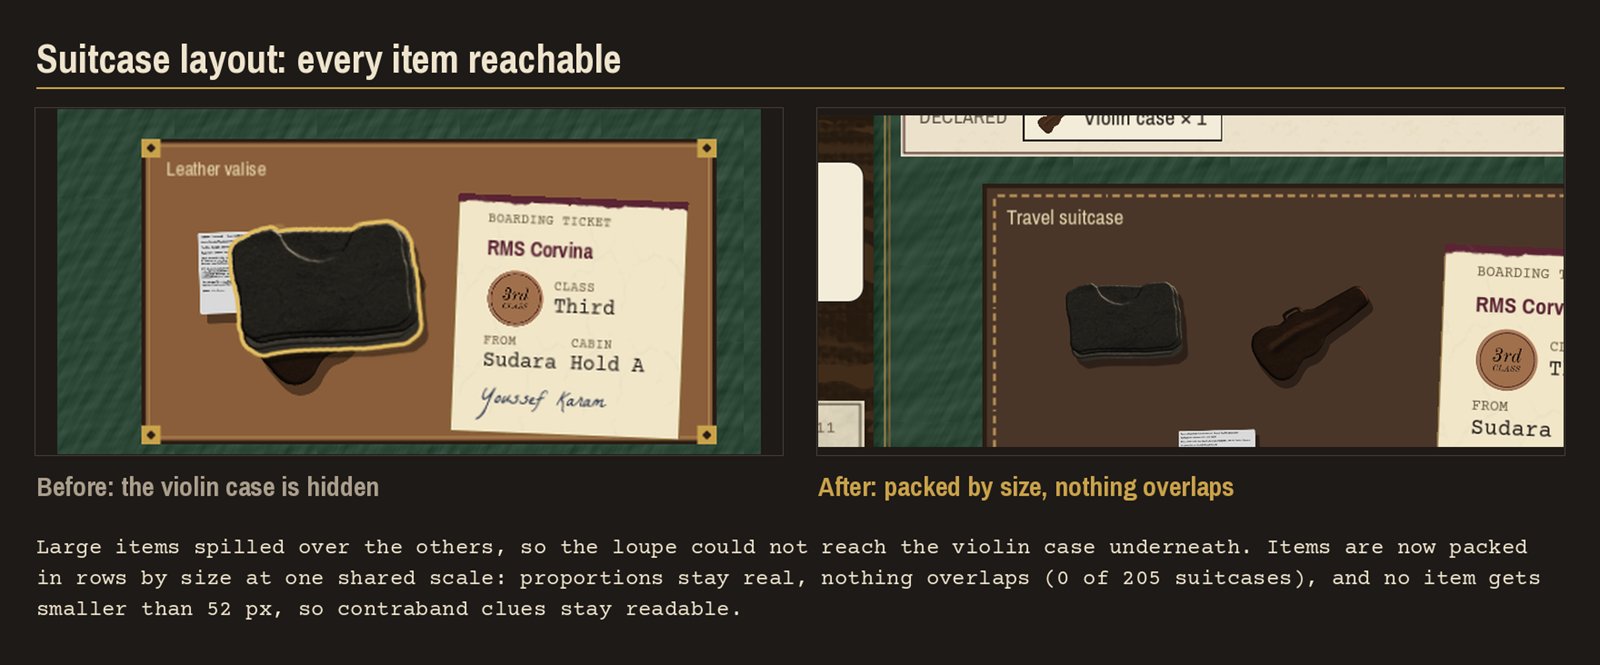 Suitcase layout: every item reachable
Leather valise
BOARDING TICKET
RMS Corvina
3rd
CLASS
CLASS
Third
FROM CABIN
Sudara Hold A
Youssef Karam
DECLARED
Violin case × 1
Travel suitcase
BOARDING
RMS Corv
3rd
CLASS
FROM
Sudara
11
Before: the violin case is hidden
After: packed by size, nothing overlaps
Large items spilled over the others, so the loupe could not reach the violin case underneath. Items are now packed
in rows by size at one shared scale: proportions stay real, nothing overlaps (0 of 205 suitcases), and no item gets
smaller than 52 px, so contraband clues stay readable.